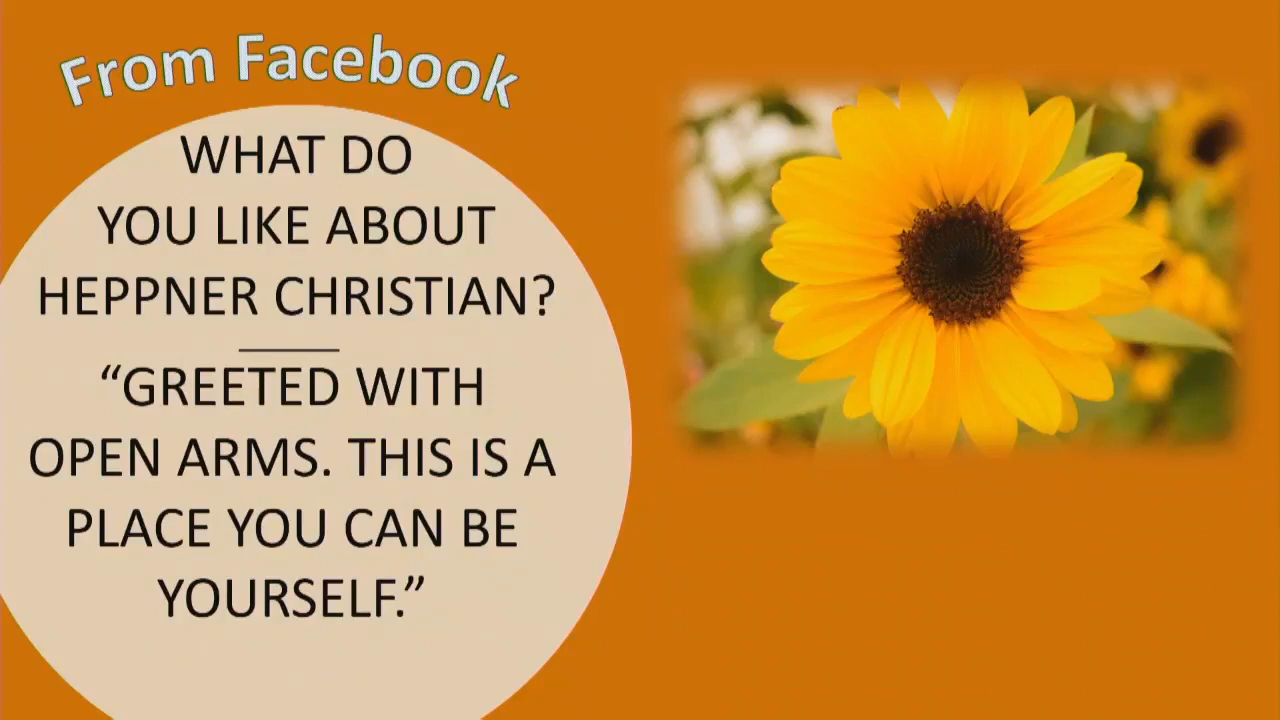 From Facebook
WHAT DO
YOU LIKE ABOUT
HEPPNER CHRISTIAN?
“GREETED WITH
OPEN ARMS. THIS IS A
PLACE YOU CAN BE
YOURSELF.”